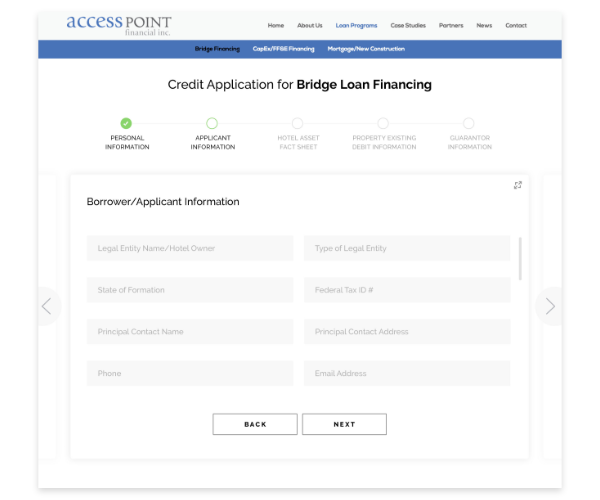 access POINT
financial inc.
Home About Us Loan Programs Case Studies Partners News Contact
Bridge Financing CapEx/FF&E Financing Mortgage/New Construction
Credit Application for Bridge Loan Financing
PERSONAL INFORMATION
APPLICANT INFORMATION
HOTEL ASSET FACT SHEET
PROPERTY EXISTING DEBIT INFORMATION
GUARANTOR INFORMATION
Borrower/Applicant Information
Legal Entity Name/Hotel Owner Type of Legal Entity
State of Formation Federal Tax ID #
Principal Contact Name Principal Contact Address
Phone Email Address
BACK NEXT